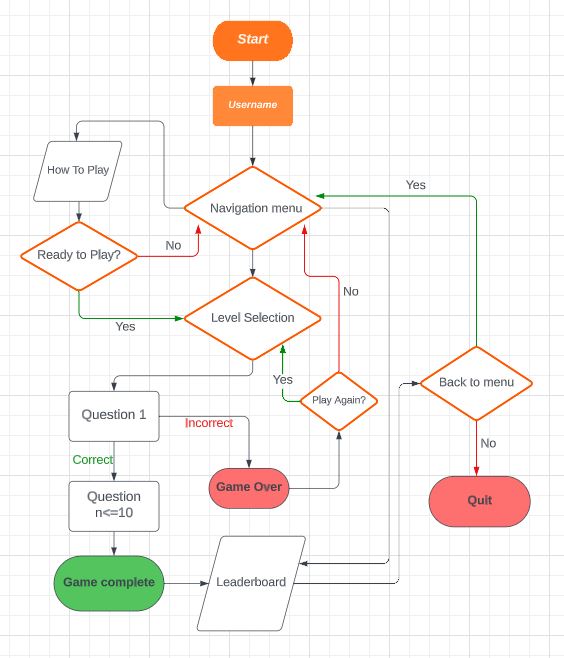 Start
Username
How To Play
Navigation menu
Yes
Ready to Play?
No
Level Selection
No
Yes
Yes
Play Again?
Back to menu
Question 1
Incorrect
No
Correct
Game Over
Question
n<=10
Quit
Game complete
Leaderboard